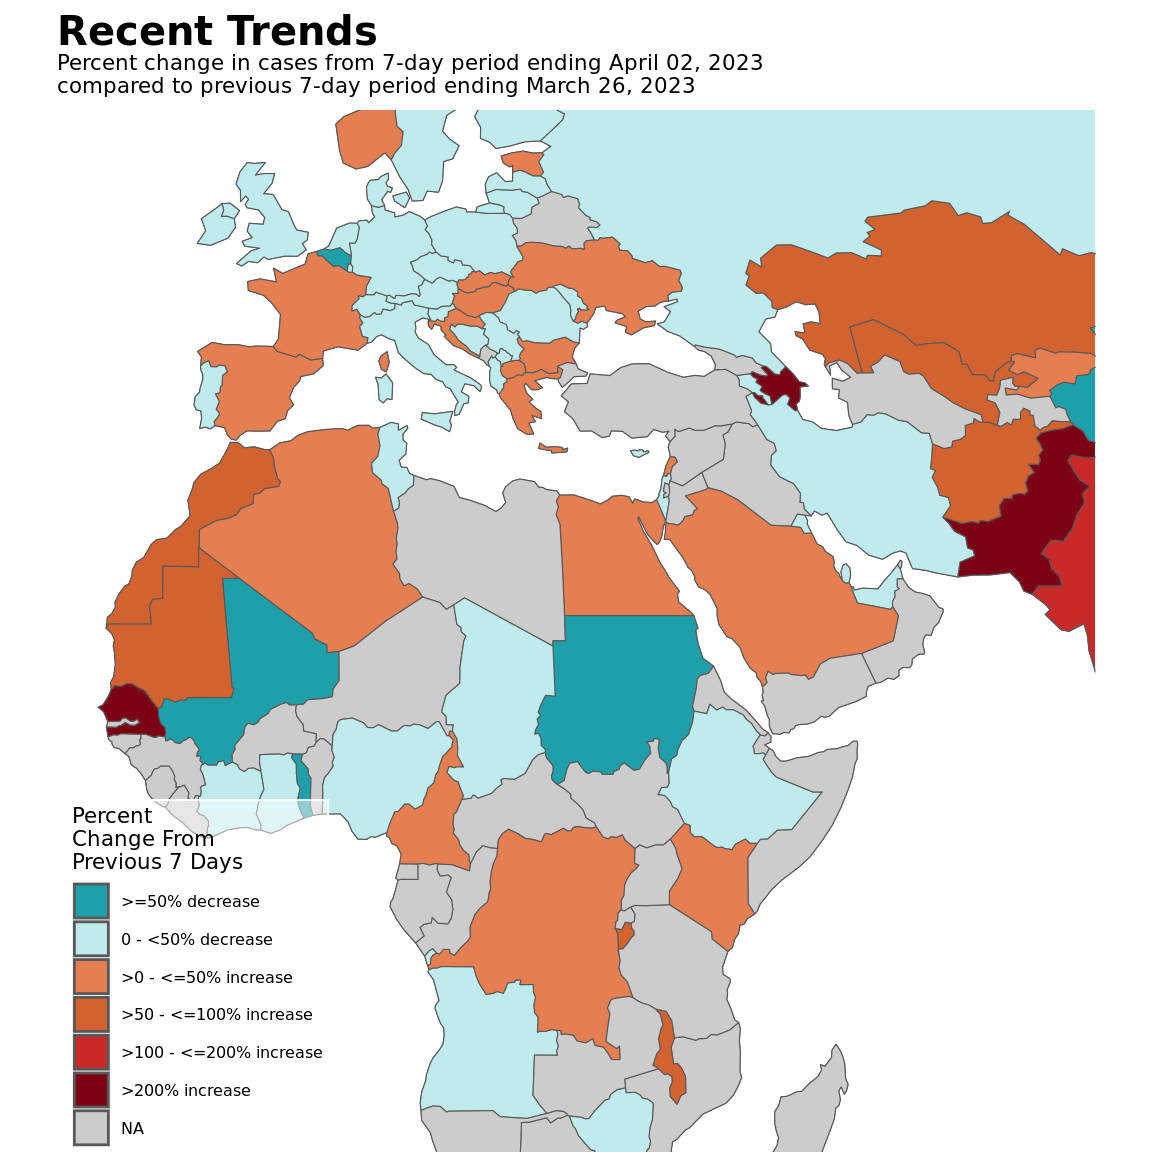 Recent Trends
Percent change in cases from 7-day period ending April 02, 2023
compared to previous 7-day period ending March 26, 2023
Percent
Change From
Previous 7 Days
>=50% decrease
0 - <50% decrease
>0 - <=50% increase
>50 - <=100% increase
>100 - <=200% increase
>200% increase
NA